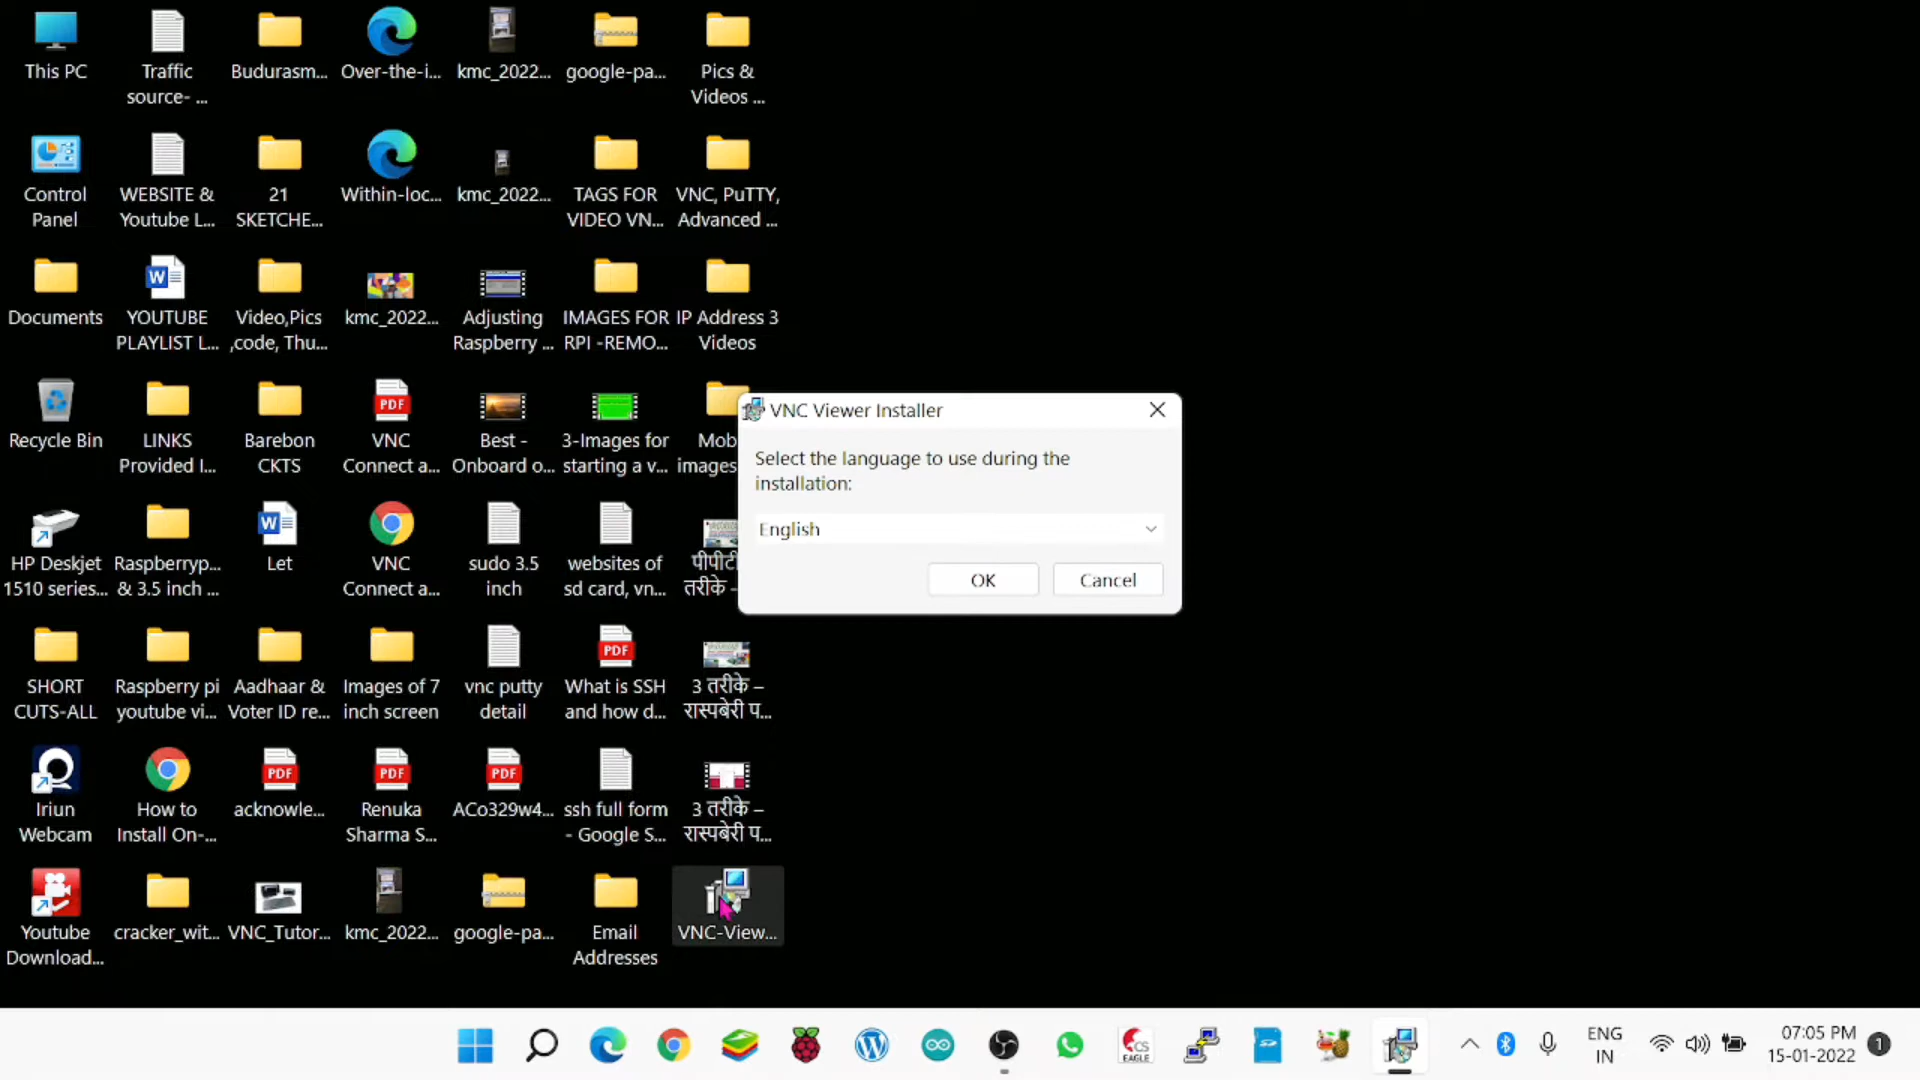 This PC
Traffic
source- ...
Budurasm...
Over-the-i...
kmc_2022...
google-pa...
Pics &
Videos ...
Control
Panel
WEBSITE &
Youtube L...
21
SKETCHE...
Within-loc...
kmc_2022...
TAGS FOR
VIDEO VN...
VNC, PuTTY,
Advanced ...
Documents
YOUTUBE
PLAYLIST L...
Video,Pics
,code, Thu...
kmc_2022...
Adjusting
Raspberry ...
IMAGES FOR
RPI -REMO...
IP Address 3
Videos
Recycle Bin
LINKS
Provided I...
Barebon
CKTS
VNC
Connect a...
Best -
Onboard o...
3-Images for
starting a v...
Mob
images
VNC Viewer Installer
Select the language to use during the
installation:
English
OK
Cancel
HP Deskjet
1510 series...
Raspberryp...
& 3.5 inch ...
Let
VNC
Connect a...
sudo 3.5
inch
websites of
sd card, vn...
पीपीटी
तरीके –
SHORT
CUTS-ALL
Raspberry pi
youtube vi...
Aadhaar &
Voter ID re...
Images of 7
inch screen
vnc putty
detail
What is SSH
and how d...
3 तरीके –
रास्पबेरी प...
Iriun
Webcam
How to
Install On-...
acknowle...
Renuka
Sharma S...
ACo329w4...
ssh full form
- Google S...
3 तरीके –
रास्पबेरी प...
Youtube
Download...
cracker_wit...
VNC_Tutor...
kmc_2022...
google-pa...
Email
Addresses
VNC-View...
CS
EAGLE
ENG
IN
07:05 PM
15-01-2022
1